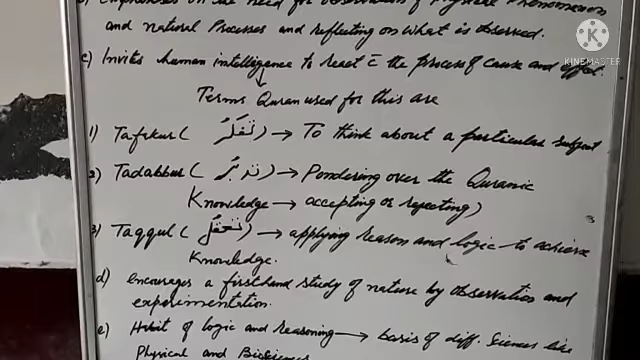 b) Emphasizes on the need for observation of physical Phenomenon
and natural Processes and reflecting on what is observed.
c) Invites human intelligence to react c̄ the process of cause and effect.
Terms Quran used for this are
1) Tafakur ( تَفَكَّرُ ) → To think about a particular subject
2) Tadabbur ( تَدَبُّرُ ) → Pondering over the Quranic
Knowledge → accepting or rejecting)
3) Taqqul ( تَعَقُّلُ ) → applying reason and logic to achieve
Knowledge.
d) encourages a firsthand study of nature by observation and
experimentation.
e) Habit of logic and reasoning → basis of diff. Sciences like
Physical and BioSciences
KINEMASTER